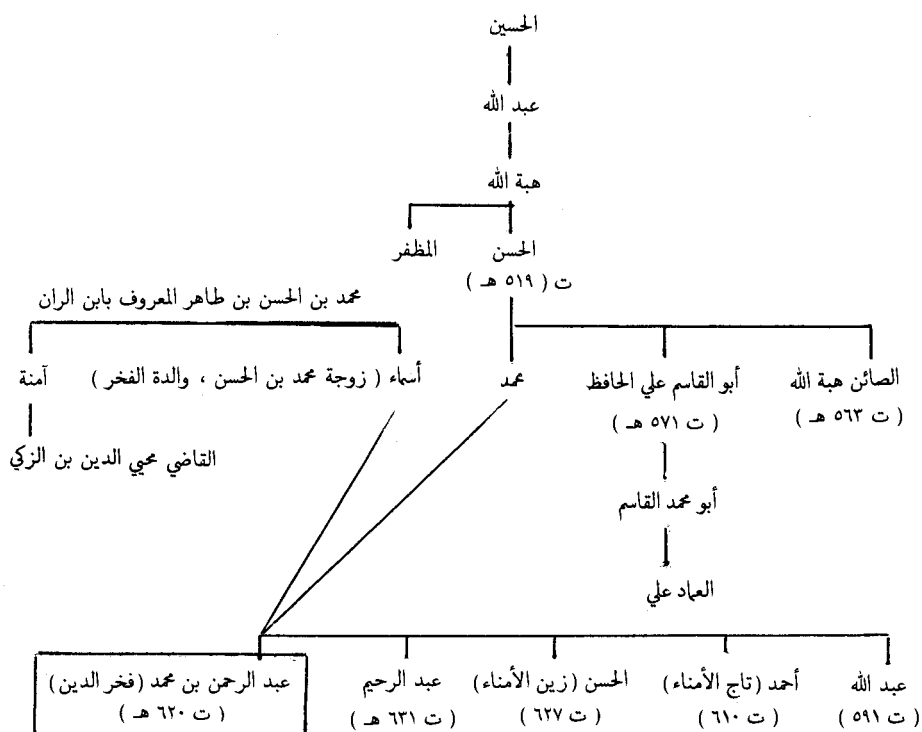 الحسين
عبد الله
هبة الله
الحسن
المظفر
ت ( ٥١٩ هـ )
محمد بن الحسن بن طاهر المعروف بابن الران
الصائن هبة الله
( ت ٥٦٣ هـ )
أبو القاسم علي الحافظ
( ت ٥٧١ هـ )
محمد
أسماء ( زوجة محمد بن الحسن ، والدة الفخر )
آمنة
القاضي محيي الدين بن الزكي
أبو محمد القاسم
العماد علي
عبد الله
( ت ٥٩١ )
أحمد (تاج الأمناء)
( ت ٦١٠ )
الحسن (زين الأمناء)
( ت ٦٢٧ )
عبد الرحيم
( ت ٦٣١ هـ )
عبد الرحمن بن محمد (فخر الدين)
( ت ٦٢٠ هـ )